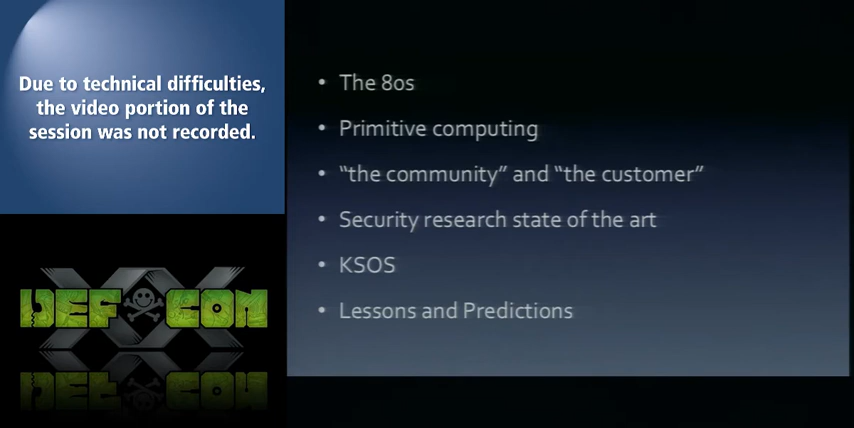 Due to technical difficulties,
the video portion of the
session was not recorded.
DEF CON
XX
• The 80s
• Primitive computing
• “the community” and “the customer”
• Security research state of the art
• KSOS
• Lessons and Predictions